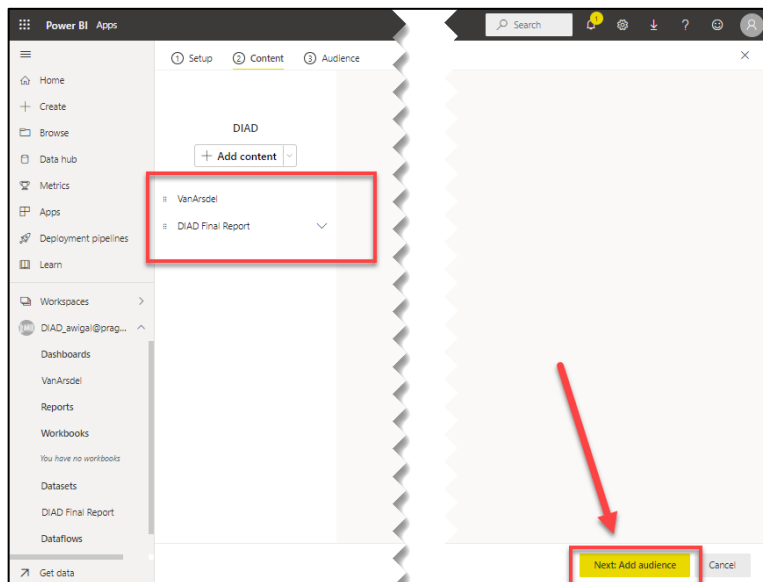 Power BI Apps
Search
1
1 Setup
2 Content
3 Audience
Home
Create
Browse
Data hub
Metrics
Apps
Deployment pipelines
Learn
Workspaces
DIAD_awigal@prag...
Dashboards
VanArsdel
Reports
Workbooks
You have no workbooks
Datasets
DIAD Final Report
Dataflows
Get data
DIAD
+ Add content
VanArsdel
DIAD Final Report
Next: Add audience
Cancel